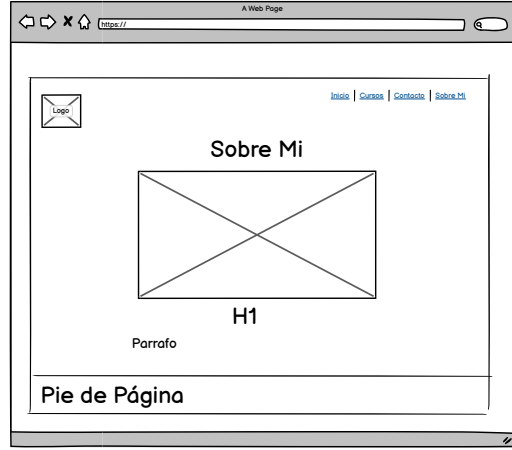 A Web Page
https://
Logo
Inicio | Cursos | Contacto | Sobre Mi
Sobre Mi
H1
Parrafo
Pie de Página